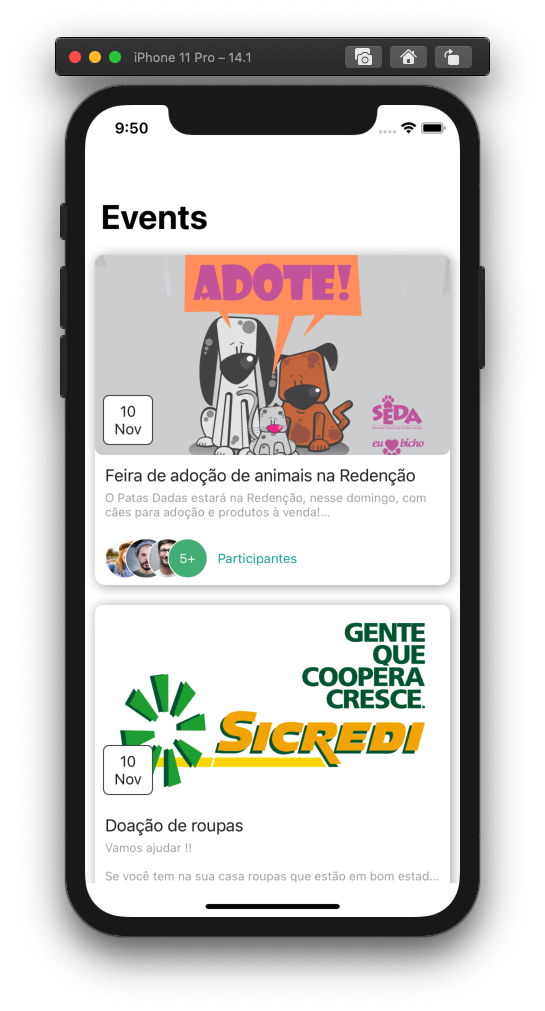 iPhone 11 Pro – 14.1
9:50
Events
ADOTE!
10
Nov
SEDA
eu bicho
Feira de adoção de animais na Redenção
O Patas Dadas estará na Redenção, nesse domingo, com
cães para adoção e produtos à venda!...
5+
Participantes
GENTE
QUE
COOPERA
CRESCE.
SICREDI
10
Nov
Doação de roupas
Vamos ajudar !!
Se você tem na sua casa roupas que estão em bom estad...